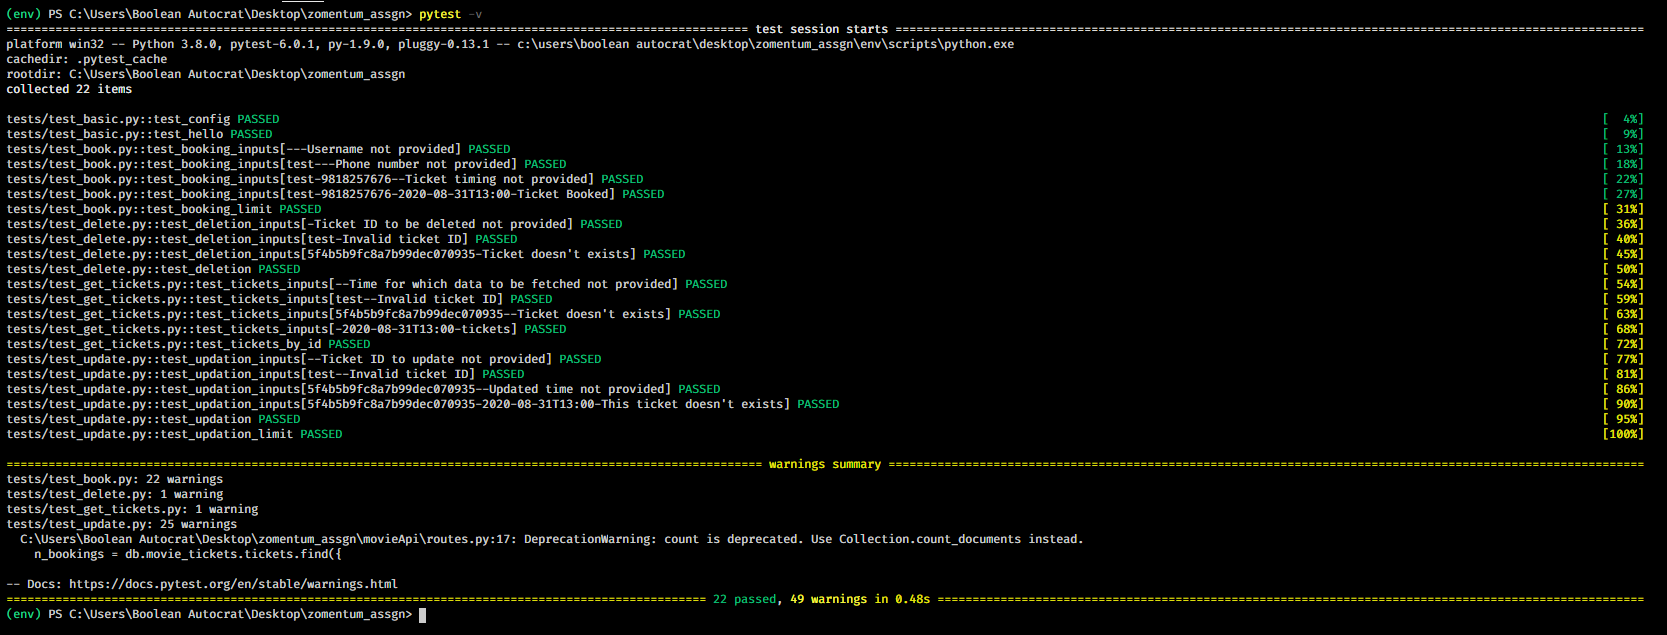 (env) PS C:\Users\Boolean Autocrat\Desktop\zomentum_assgn> pytest -v
============ test session starts ============
platform win32 -- Python 3.8.0, pytest-6.0.1, py-1.9.0, pluggy-0.13.1 -- c:\users\boolean autocrat\desktop\zomentum_assgn\env\scripts\python.exe
cachedir: .pytest_cache
rootdir: C:\Users\Boolean Autocrat\Desktop\zomentum_assgn
collected 22 items
tests/test_basic.py::test_config PASSED [  4%]
tests/test_basic.py::test_hello PASSED [  9%]
tests/test_book.py::test_booking_inputs[---Username not provided] PASSED [ 13%]
tests/test_book.py::test_booking_inputs[test---Phone number not provided] PASSED [ 18%]
tests/test_book.py::test_booking_inputs[test-9818257676--Ticket timing not provided] PASSED [ 22%]
tests/test_book.py::test_booking_inputs[test-9818257676-2020-08-31T13:00-Ticket Booked] PASSED [ 27%]
tests/test_book.py::test_booking_limit PASSED [ 31%]
tests/test_delete.py::test_deletion_inputs[-Ticket ID to be deleted not provided] PASSED [ 36%]
tests/test_delete.py::test_deletion_inputs[test-Invalid ticket ID] PASSED [ 40%]
tests/test_delete.py::test_deletion_inputs[5f4b5b9fc8a7b99dec070935-Ticket doesn't exists] PASSED [ 45%]
tests/test_delete.py::test_deletion PASSED [ 50%]
tests/test_get_tickets.py::test_tickets_inputs[--Time for which data to be fetched not provided] PASSED [ 54%]
tests/test_get_tickets.py::test_tickets_inputs[test--Invalid ticket ID] PASSED [ 59%]
tests/test_get_tickets.py::test_tickets_inputs[5f4b5b9fc8a7b99dec070935--Ticket doesn't exists] PASSED [ 63%]
tests/test_get_tickets.py::test_tickets_inputs[-2020-08-31T13:00-tickets] PASSED [ 68%]
tests/test_get_tickets.py::test_tickets_by_id PASSED [ 72%]
tests/test_update.py::test_updation_inputs[--Ticket ID to update not provided] PASSED [ 77%]
tests/test_update.py::test_updation_inputs[test--Invalid ticket ID] PASSED [ 81%]
tests/test_update.py::test_updation_inputs[5f4b5b9fc8a7b99dec070935--Updated time not provided] PASSED [ 86%]
tests/test_update.py::test_updation_inputs[5f4b5b9fc8a7b99dec070935-2020-08-31T13:00-This ticket doesn't exists] PASSED [ 90%]
tests/test_update.py::test_updation PASSED [ 95%]
tests/test_update.py::test_updation_limit PASSED [100%]
============ warnings summary ============
tests/test_book.py: 22 warnings
tests/test_delete.py: 1 warning
tests/test_get_tickets.py: 1 warning
tests/test_update.py: 25 warnings
C:\Users\Boolean Autocrat\Desktop\zomentum_assgn\movieApi\routes.py:17: DeprecationWarning: count is deprecated. Use Collection.count_documents instead.
n_bookings = db.movie_tickets.tickets.find({
-- Docs: https://docs.pytest.org/en/stable/warnings.html
============ 22 passed, 49 warnings in 0.48s ============
(env) PS C:\Users\Boolean Autocrat\Desktop\zomentum_assgn>